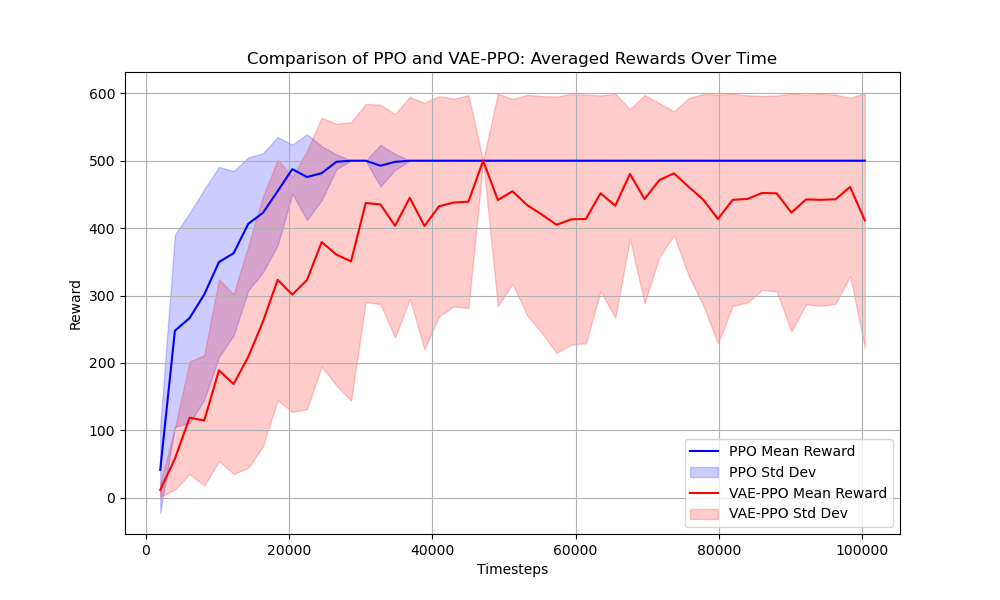 Comparison of PPO and VAE-PPO: Averaged Rewards Over Time
600
500
400
300
200
100
0
Reward
0 20000 40000 60000 80000 100000
Timesteps
PPO Mean Reward
PPO Std Dev
VAE-PPO Mean Reward
VAE-PPO Std Dev